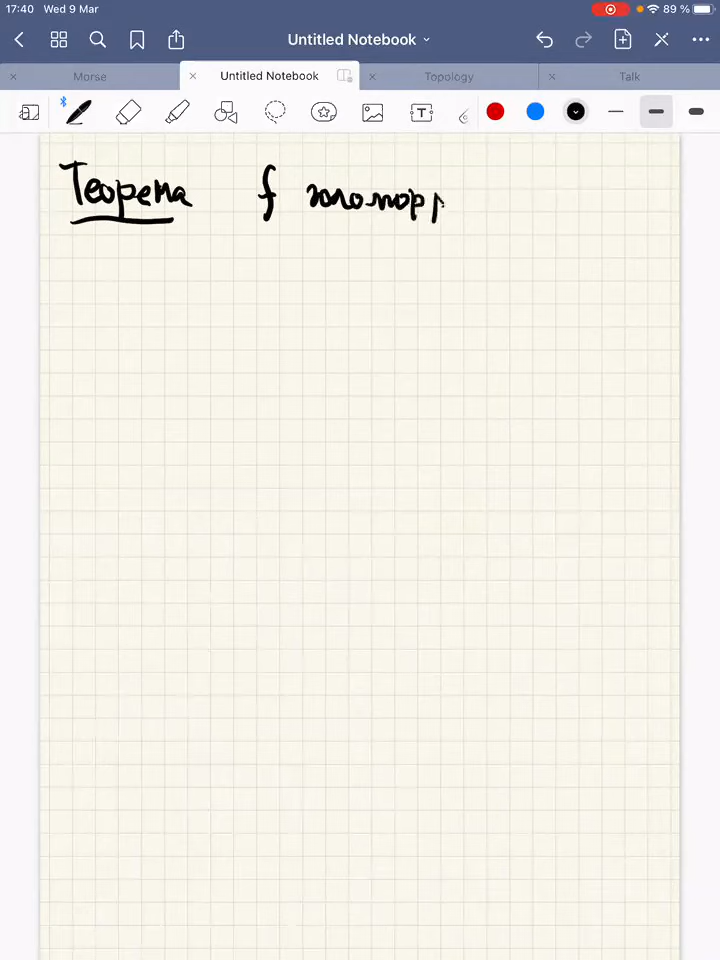 17:40 Wed 9 Mar 89 %
Untitled Notebook
Morse Untitled Notebook Topology Talk
T
Теорема f голомор